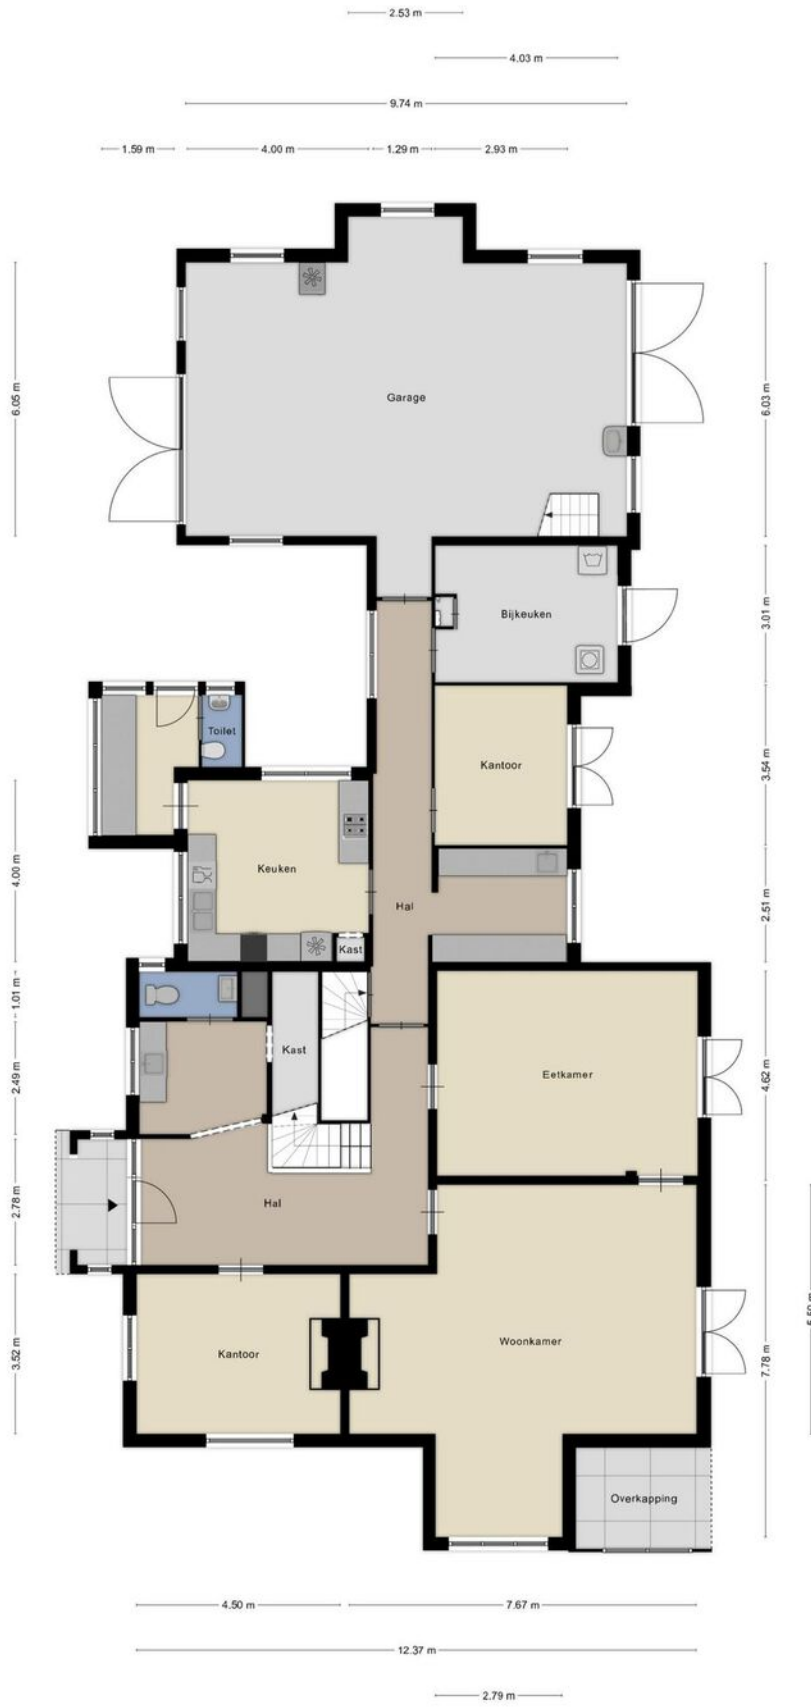 2.53 m
4.03 m
9.74 m
1.59 m
4.00 m
1.29 m
2.93 m
6.05 m
Garage
6.03 m
Bijkeuken
3.01 m
Toilet
Kantoor
3.54 m
4.00 m
Keuken
Hal
2.51 m
Kast
1.01 m
Kast
2.49 m
Eetkamer
4.62 m
2.78 m
Hal
3.52 m
Kantoor
Woonkamer
7.78 m
Overkapping
4.50 m
7.67 m
12.37 m
2.79 m